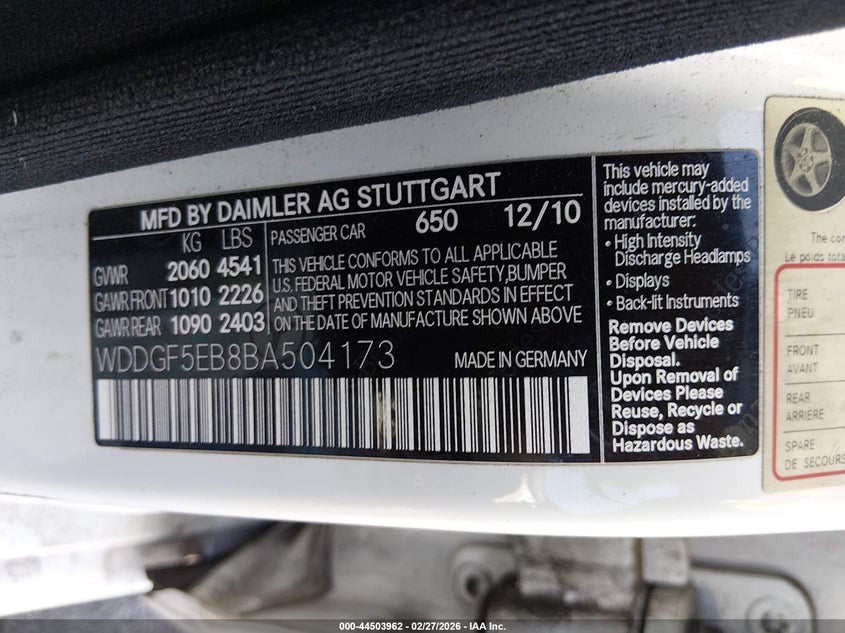 MFD BY DAIMLER AG STUTTGART
KG LBS
GVWR 2060 4541
GAWR FRONT 1010 2226
GAWR REAR 1090 2403
PASSENGER CAR 650 12/10
THIS VEHICLE CONFORMS TO ALL APPLICABLE
U.S. FEDERAL MOTOR VEHICLE SAFETY, BUMPER
AND THEFT PREVENTION STANDARDS IN EFFECT
ON THE DATE OF MANUFACTURE SHOWN ABOVE
WDDGF5EB8BA504173
MADE IN GERMANY
This vehicle may
include mercury-added
devices installed by the
manufacturer:
• High Intensity
Discharge Headlamps
• Displays
• Back-lit Instruments
Remove Devices
Before Vehicle
Disposal.
Upon Removal of
Devices Please
Reuse, Recycle or
Dispose as
Hazardous Waste.
The
Le poids
TIRE
PNEU
FRONT
AVANT
REAR
ARRIERE
SPARE
DE SECOURS
000-44503962 - 02/27/2026 - IAA Inc.